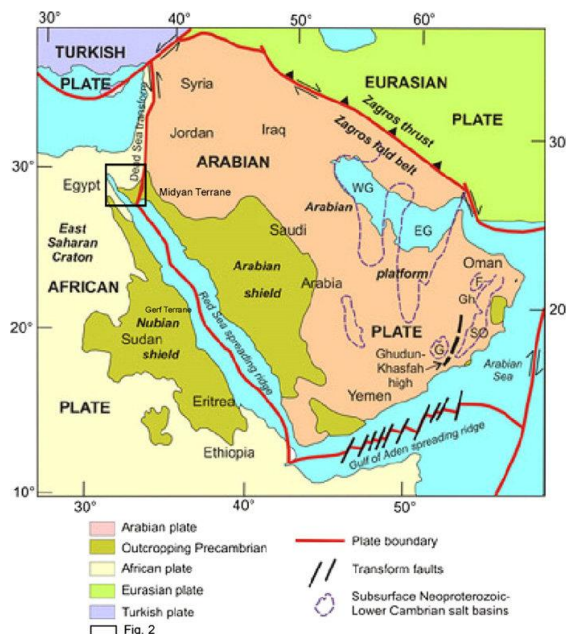 30°
40°
50°
60°
TURKISH
PLATE
EURASIAN
PLATE
Syria
Dead Sea transform
Jordan
Iraq
Zagros thrust
Zagros fold belt
ARABIAN
30°
30
Egypt
Midyan Terrane
WG
EG
Arabian
platform
East
Saharan
Craton
Saudi
Arabia
Arabian
shield
Oman
F
Gh
SO
G
AFRICAN
PLATE
Gerf Terrane
Nubian
shield
Sudan
Red Sea spreading ridge
20°
20
PLATE
Ghudun-
Khasfah
high
Arabian
Sea
Yemen
Eritrea
Ethiopia
Gulf of Aden spreading ridge
10°
30°
40°
50°
Arabian plate
Outcropping Precambrian
African plate
Eurasian plate
Turkish plate
Fig. 2
Plate boundary
Transform faults
Subsurface Neoproterozoic-
Lower Cambrian salt basins